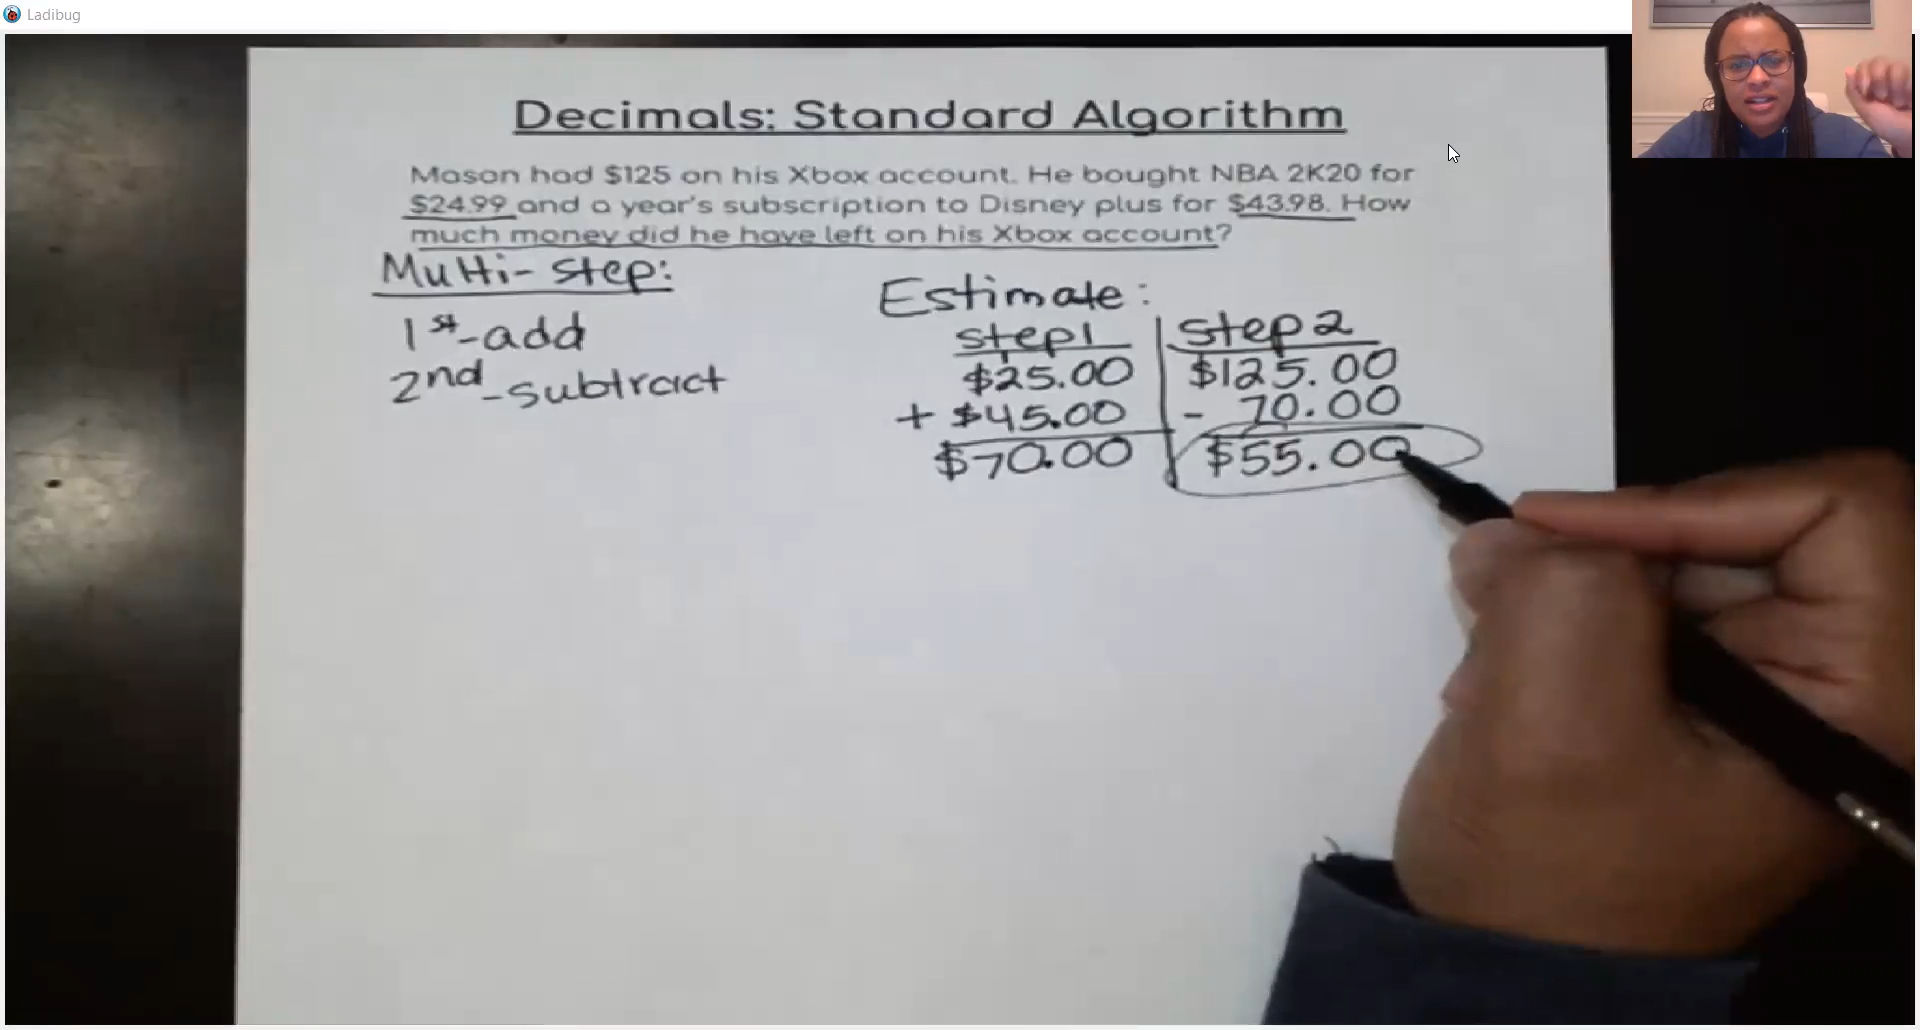 Ladibug
Decimals: Standard Algorithm
Mason had $125 on his Xbox account. He bought NBA 2K20 for
$24.99 and a year's subscription to Disney plus for $43.98. How
much money did he have left on his Xbox account?
Multi-step:
1st-add
2nd-subtract
Estimate:
step1
$25.00
+ $45.00
$70.00
step 2
$125.00
- 70.00
$55.00